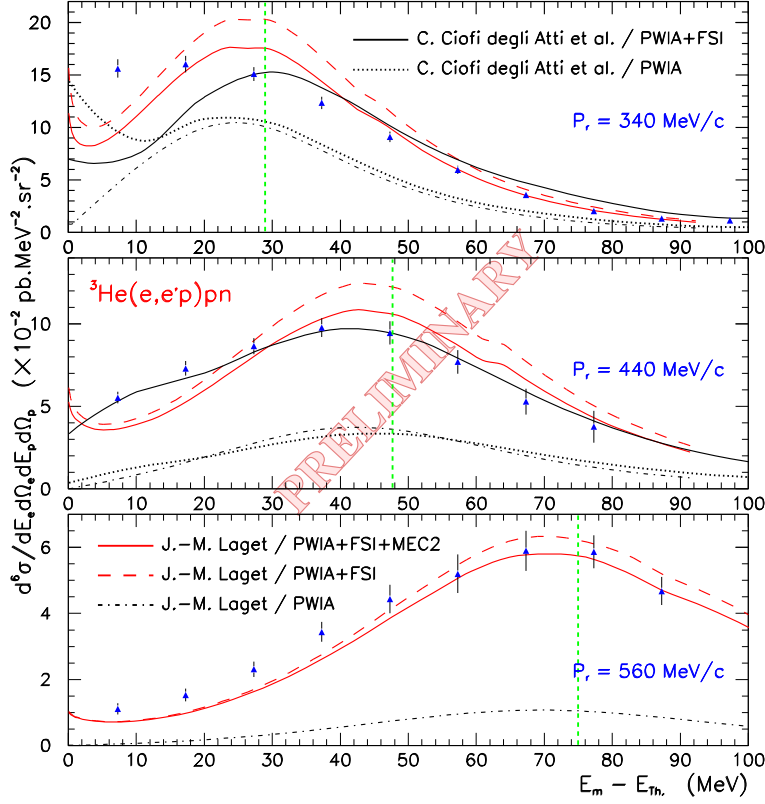 20
15
10
5
0
C. Ciofi degli Atti et al. / PWIA+FSI
C. Ciofi degli Atti et al. / PWIA
P_r = 340 MeV/c
0 10 20 30 40 50 60 70 80 90 100
d⁶σ/dE_e dΩ_e dE_p dΩ_p (×10⁻² pb.MeV⁻².sr⁻²)
10
5
0
³He(e,e'p)pn
P_r = 440 MeV/c
PRELIMINARY
0 10 20 30 40 50 60 70 80 90 100
6
4
2
0
J.-M. Laget / PWIA+FSI+MEC2
J.-M. Laget / PWIA+FSI
J.-M. Laget / PWIA
P_r = 560 MeV/c
0 10 20 30 40 50 60 70 80 90 100
E_m - E_Th. (MeV)